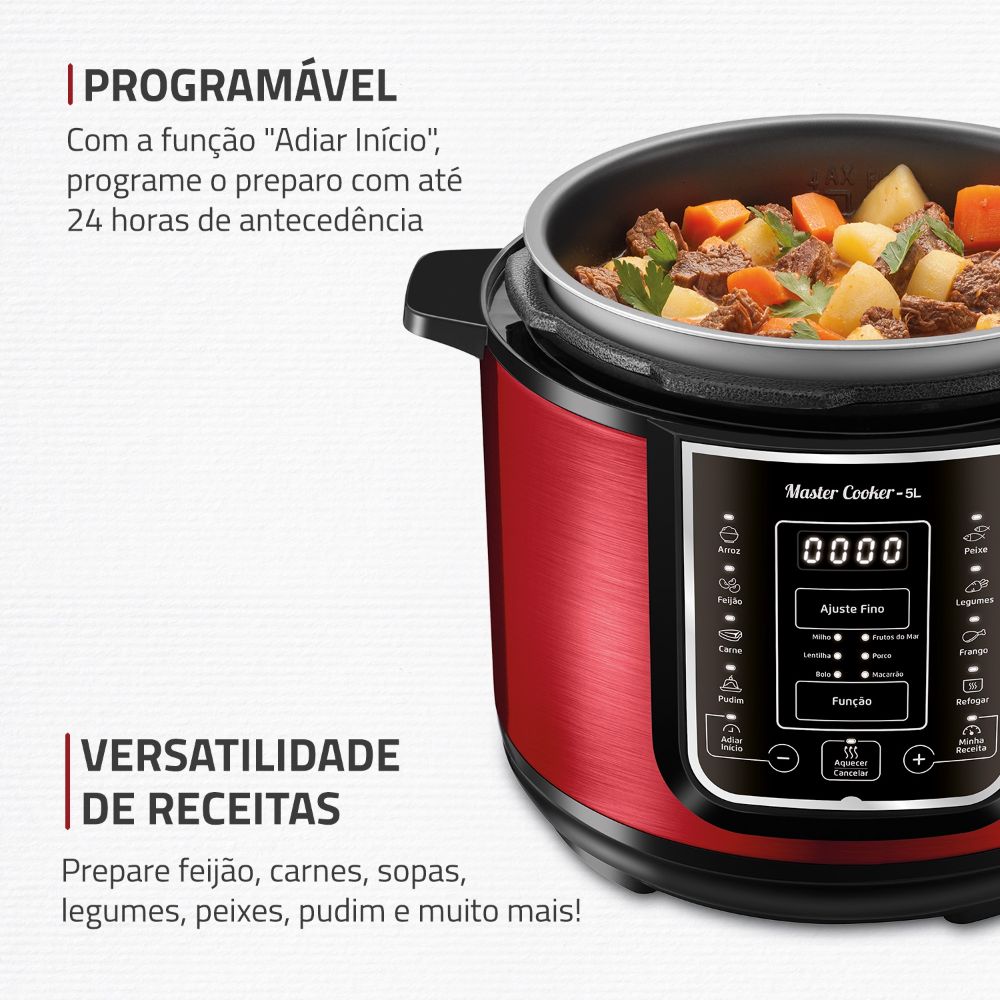 PROGRAMÁVEL
Com a função "Adiar Início",
programe o preparo com até
24 horas de antecedência
Master Cooker - 5L
0000
Arroz
Feijão
Carne
Pudim
Adiar
Início
Ajuste Fino
Milho
Frutos do Mar
Lentilha
Porco
Bolo
Macarrão
Função
Aquecer
Cancelar
Peixe
Legumes
Frango
Refogar
Minha
Receita
VERSATILIDADE
DE RECEITAS
Prepare feijão, carnes, sopas,
legumes, peixes, pudim e muito mais!